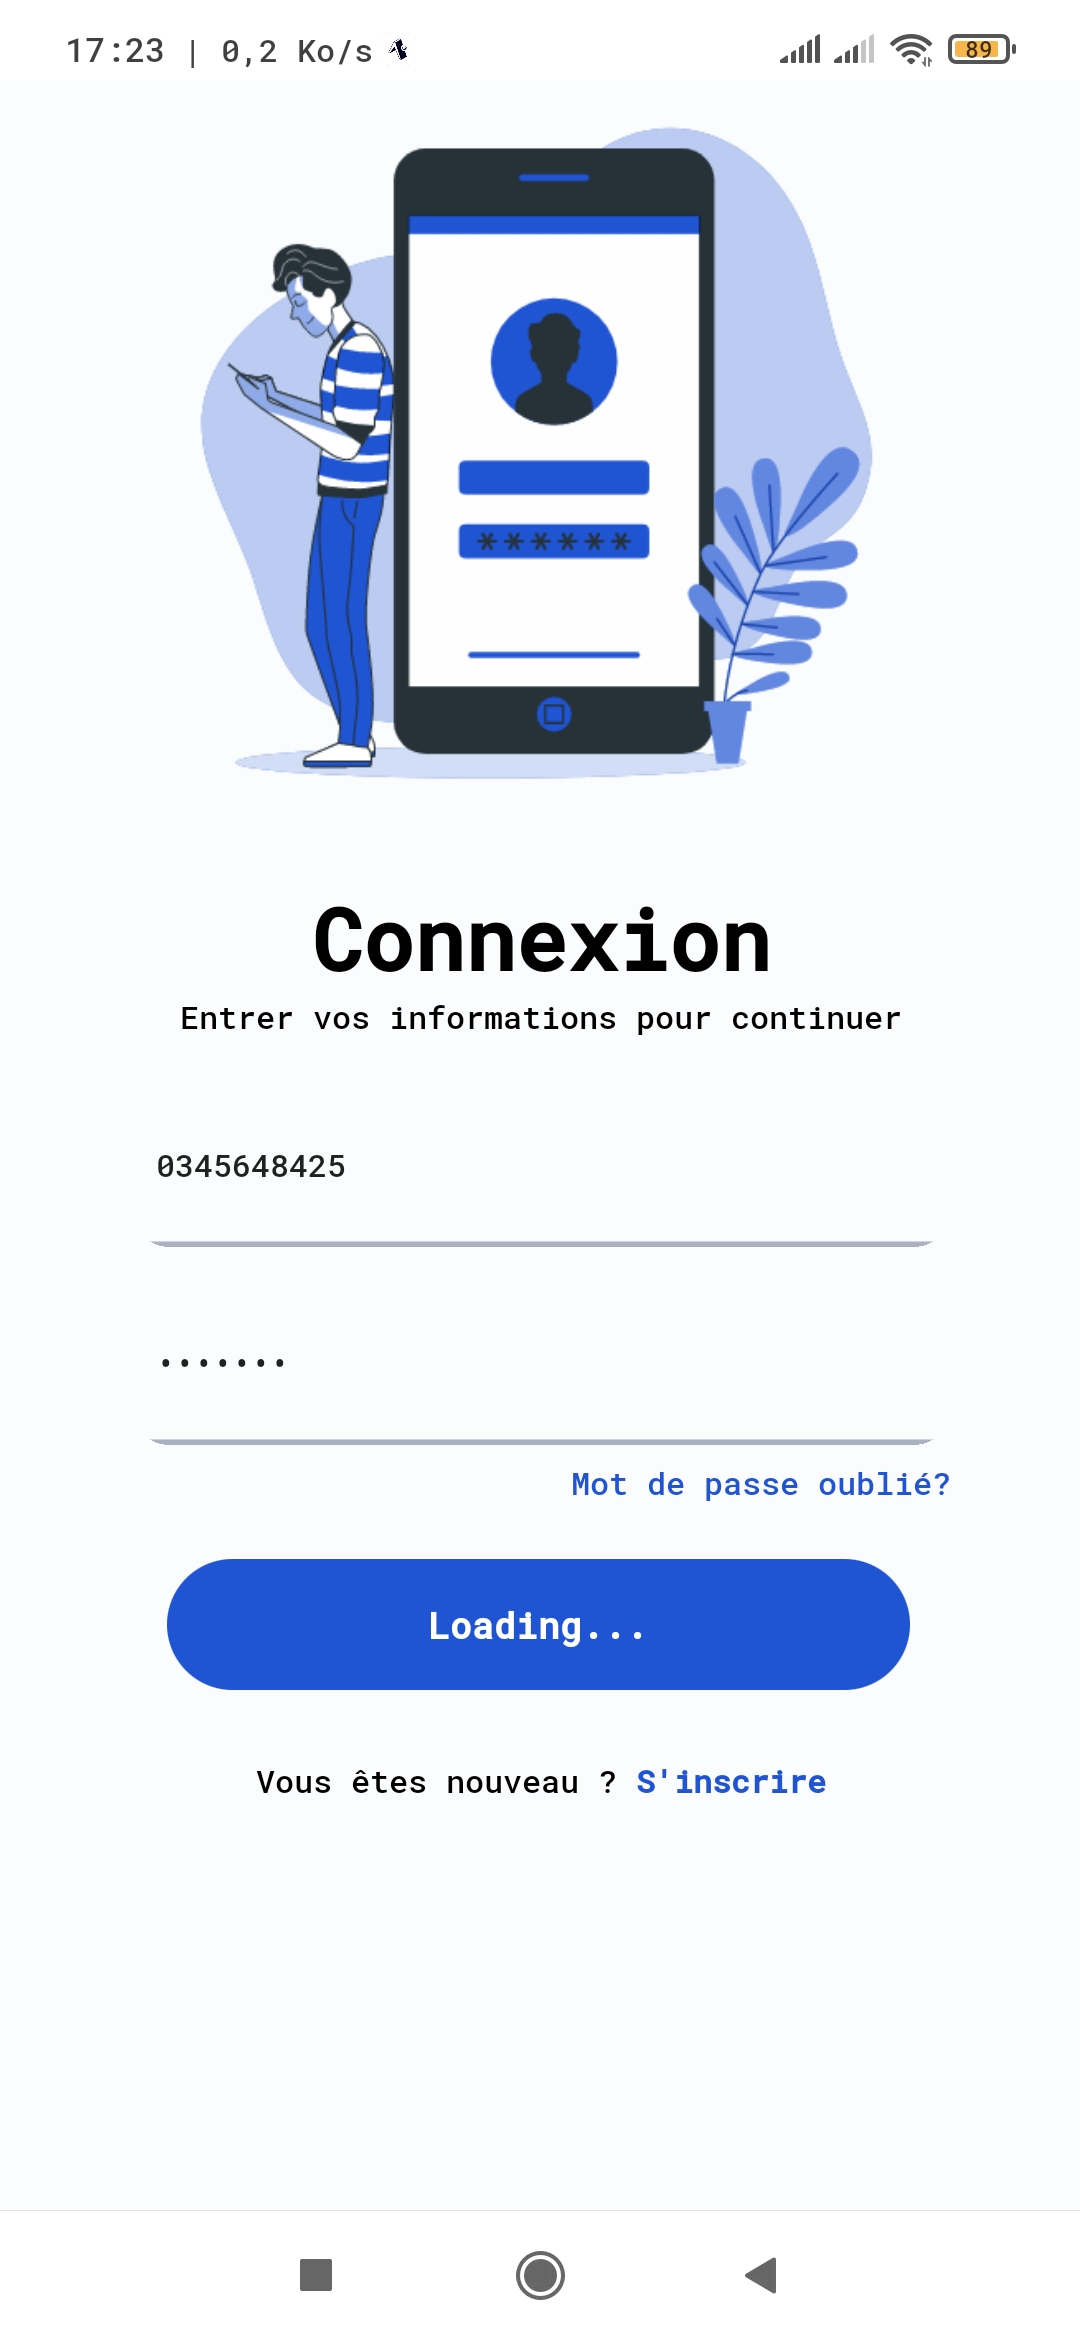 17:23 | 0,2 Ko/s
89
******
Connexion
Entrer vos informations pour continuer
0345648425
.......
Mot de passe oublié?
Loading...
Vous êtes nouveau ? S'inscrire